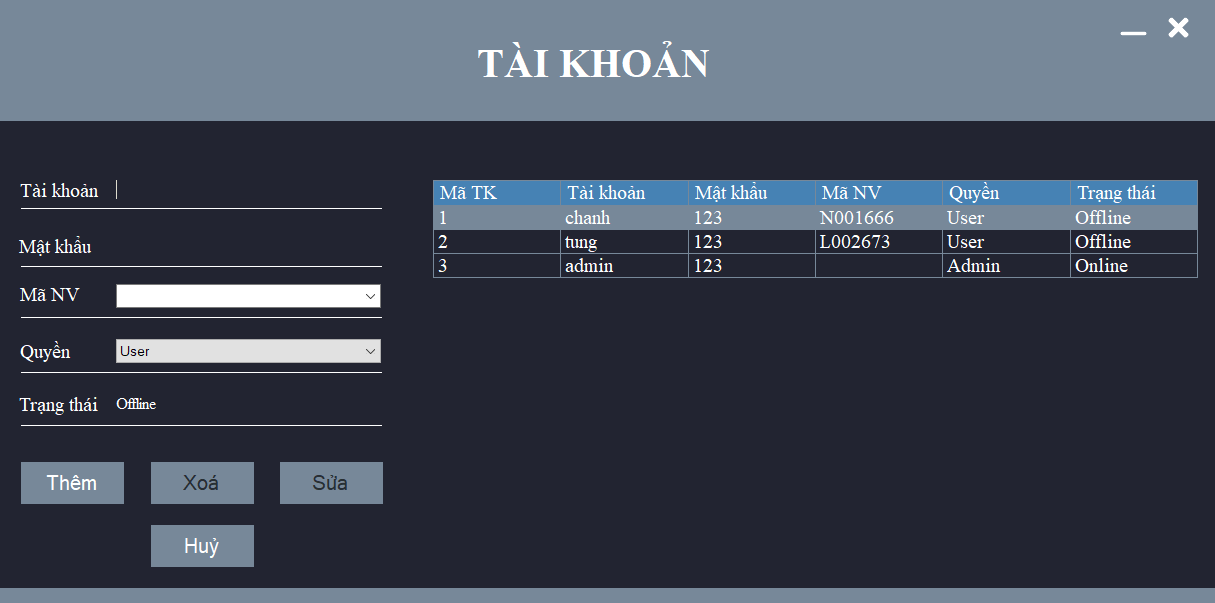 TÀI KHOẢN
Tài khoản
Mật khẩu
Mã NV
Quyền User
Trạng thái Offline
Thêm Xoá Sửa
Huỷ
Mã TK Tài khoản Mật khẩu Mã NV Quyền Trạng thái
1 chanh 123 N001666 User Offline
2 tung 123 L002673 User Offline
3 admin 123 Admin Online